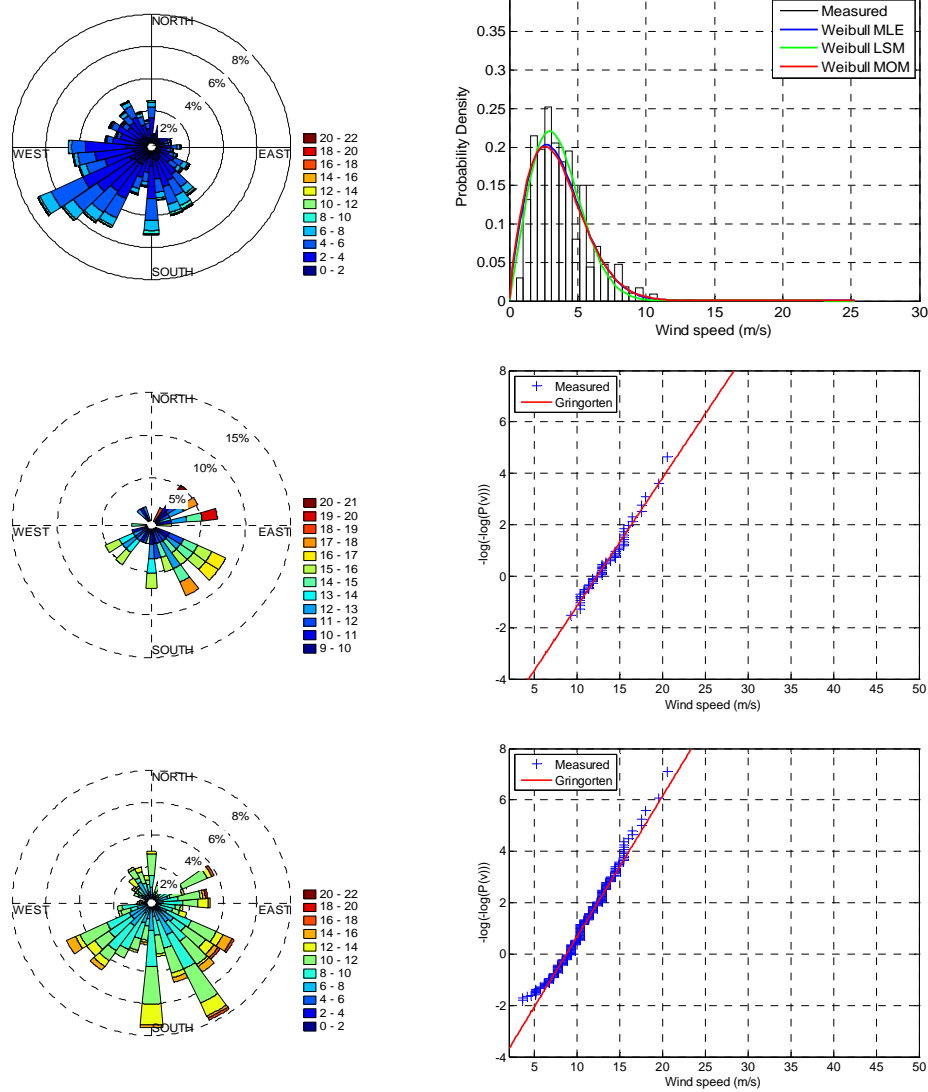 NORTH
8%
6%
4%
2%
WEST
EAST
SOUTH
20 - 22
18 - 20
16 - 18
14 - 16
12 - 14
10 - 12
8 - 10
6 - 8
4 - 6
2 - 4
0 - 2
Measured
Weibull MLE
Weibull LSM
Weibull MOM
0.35
0.3
0.25
0.2
0.15
0.1
0.05
0
0 5 10 15 20 25 30
Probability Density
Wind speed (m/s)
NORTH
15%
10%
5%
WEST
EAST
SOUTH
20 - 21
19 - 20
18 - 19
17 - 18
16 - 17
15 - 16
14 - 15
13 - 14
12 - 13
11 - 12
10 - 11
9 - 10
Measured
Gringorten
8
6
4
2
0
-2
-4
5 10 15 20 25 30 35 40 45 50
-log(-log(P(v)))
Wind speed (m/s)
NORTH
8%
6%
4%
2%
WEST
EAST
SOUTH
20 - 22
18 - 20
16 - 18
14 - 16
12 - 14
10 - 12
8 - 10
6 - 8
4 - 6
2 - 4
0 - 2
Measured
Gringorten
8
6
4
2
0
-2
-4
5 10 15 20 25 30 35 40 45 50
-log(-log(P(v)))
Wind speed (m/s)